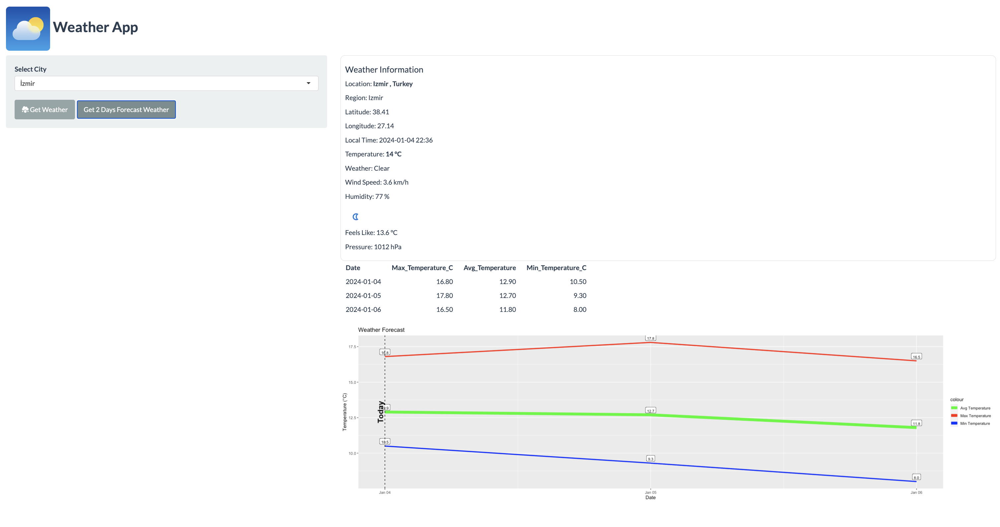 Weather App
Select City
İzmir
Get Weather
Get 2 Days Forecast Weather
Weather Information
Location: Izmir , Turkey
Region: Izmir
Latitude: 38.41
Longitude: 27.14
Local Time: 2024-01-04 22:36
Temperature: 14 °C
Weather: Clear
Wind Speed: 3.6 km/h
Humidity: 77 %
Feels Like: 13.6 °C
Pressure: 1012 hPa
Date Max_Temperature_C Avg_Temperature Min_Temperature_C
2024-01-04 16.80 12.90 10.50
2024-01-05 17.80 12.70 9.30
2024-01-06 16.50 11.80 8.00
Weather Forecast
17.8
17.5
16.8
16.5
15.0
Temperature (°C)
Today
12.7
12.5
11.8
10.5
10.0
9.3
8.0
colour
Avg Temperature
Max Temperature
Min Temperature
Jan 04 Jan 05 Jan 06
Date